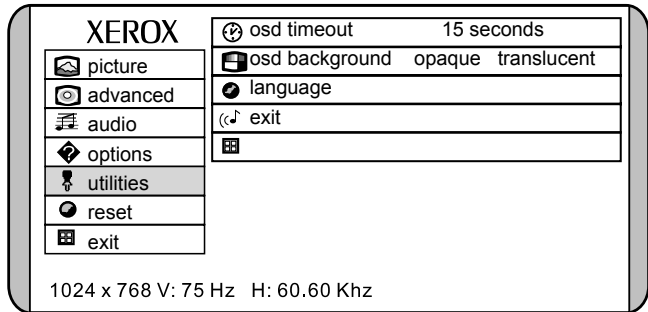 XEROX
picture
advanced
audio
options
utilities
reset
exit
osd timeout 15 seconds
osd background opaque translucent
language
exit
1024 x 768 V: 75 Hz H: 60.60 Khz